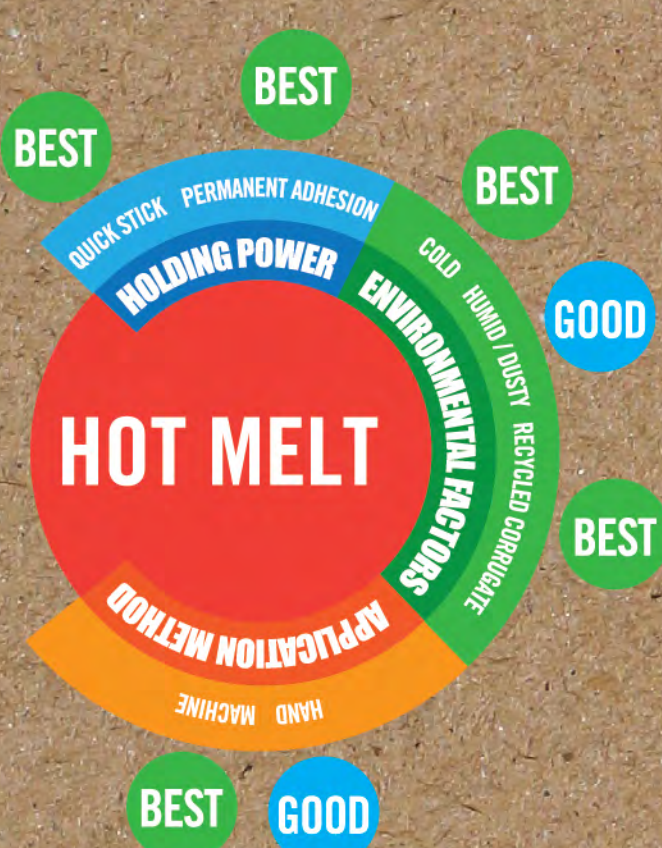 BEST
BEST
BEST
GOOD
BEST
QUICK STICK
PERMANENT ADHESION
HOLDING POWER
COLD
HUMID / DUSTY
RECYCLED CORRUGATE
ENVIRONMENTAL FACTORS
HOT MELT
APPLICATION METHOD
HAND
MACHINE
BEST
GOOD